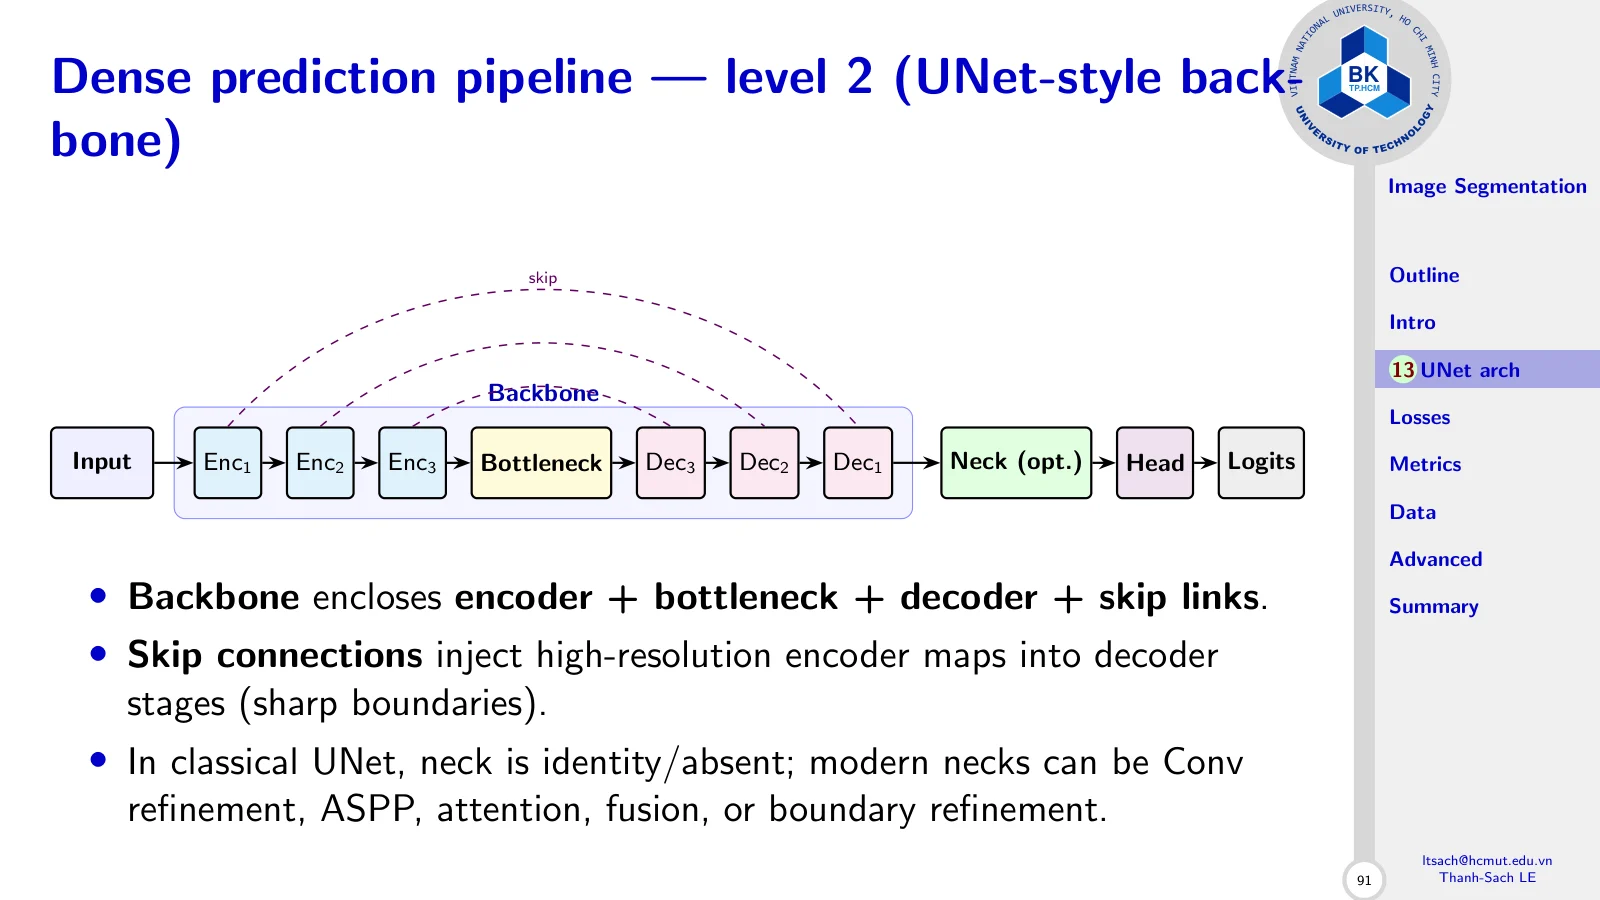 Dense prediction pipeline — level 2 (UNet-style back-
bone)
VIETNAM NATIONAL UNIVERSITY, HO CHI MINH CITY
BK
TP.HCM
UNIVERSITY OF TECHNOLOGY
Image Segmentation
Outline
Intro
13 UNet arch
Losses
Metrics
Data
Advanced
Summary
skip
Backbone
Input
Enc1
Enc2
Enc3
Bottleneck
Dec3
Dec2
Dec1
Neck (opt.)
Head
Logits
• Backbone encloses encoder + bottleneck + decoder + skip links.
• Skip connections inject high-resolution encoder maps into decoder
stages (sharp boundaries).
• In classical UNet, neck is identity/absent; modern necks can be Conv
refinement, ASPP, attention, fusion, or boundary refinement.
91
ltsach@hcmut.edu.vn
Thanh-Sach LE